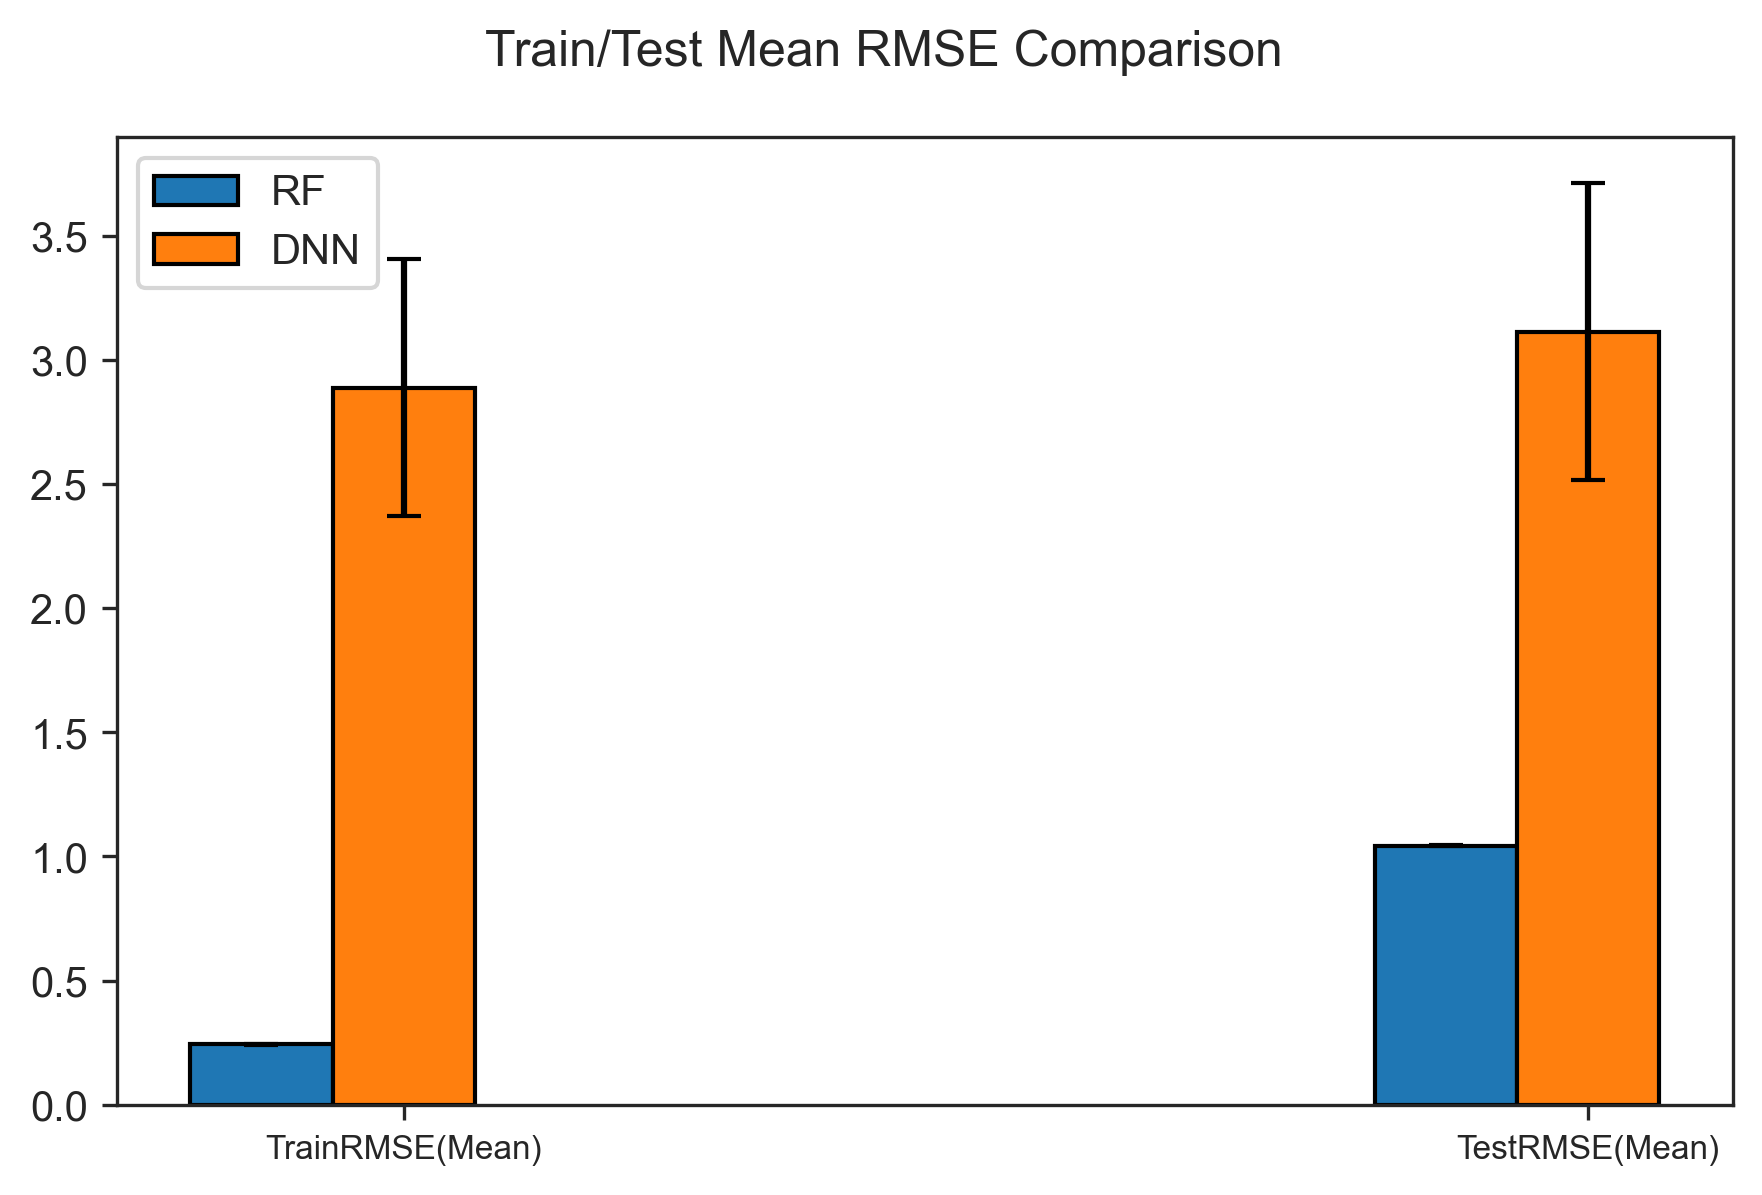 Train/Test Mean RMSE Comparison
RF
DNN
3.5
3.0
2.5
2.0
1.5
1.0
0.5
0.0
TrainRMSE(Mean)
TestRMSE(Mean)